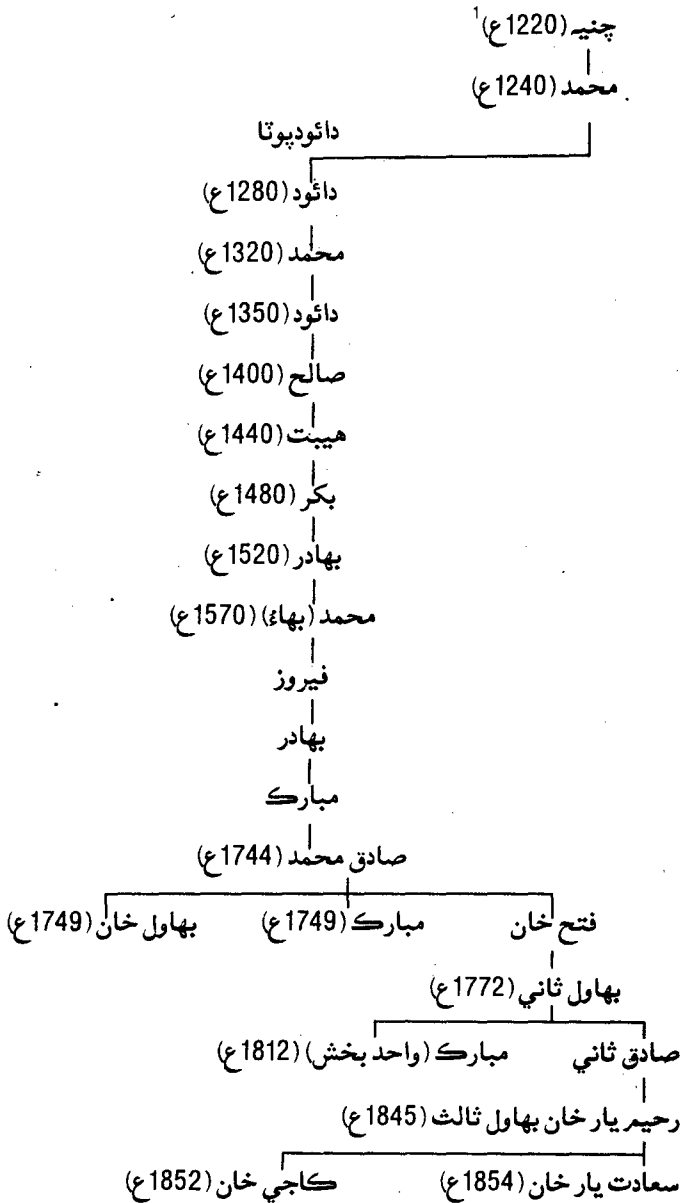 چنيہ (1220ع)¹
محمد (1240ع)
دائودپوٽا
دائود (1280ع)
محمد (1320ع)
دائود (1350ع)
صالح (1400ع)
هيبت (1440ع)
بکر (1480ع)
بهادر (1520ع)
محمد (بهاءُ) (1570ع)
فيروز
بهادر
مبارڪ
صادق محمد (1744ع)
فتح خان مبارڪ (1749ع) بهاول خان (1749ع)
بهاول ثاني (1772ع)
صادق ثاني مبارڪ (واحد بخش) (1812ع)
رحيم يار خان بهاول ثالث (1845ع)
سعادت يار خان (1854ع) ڪاجي خان (1852ع)